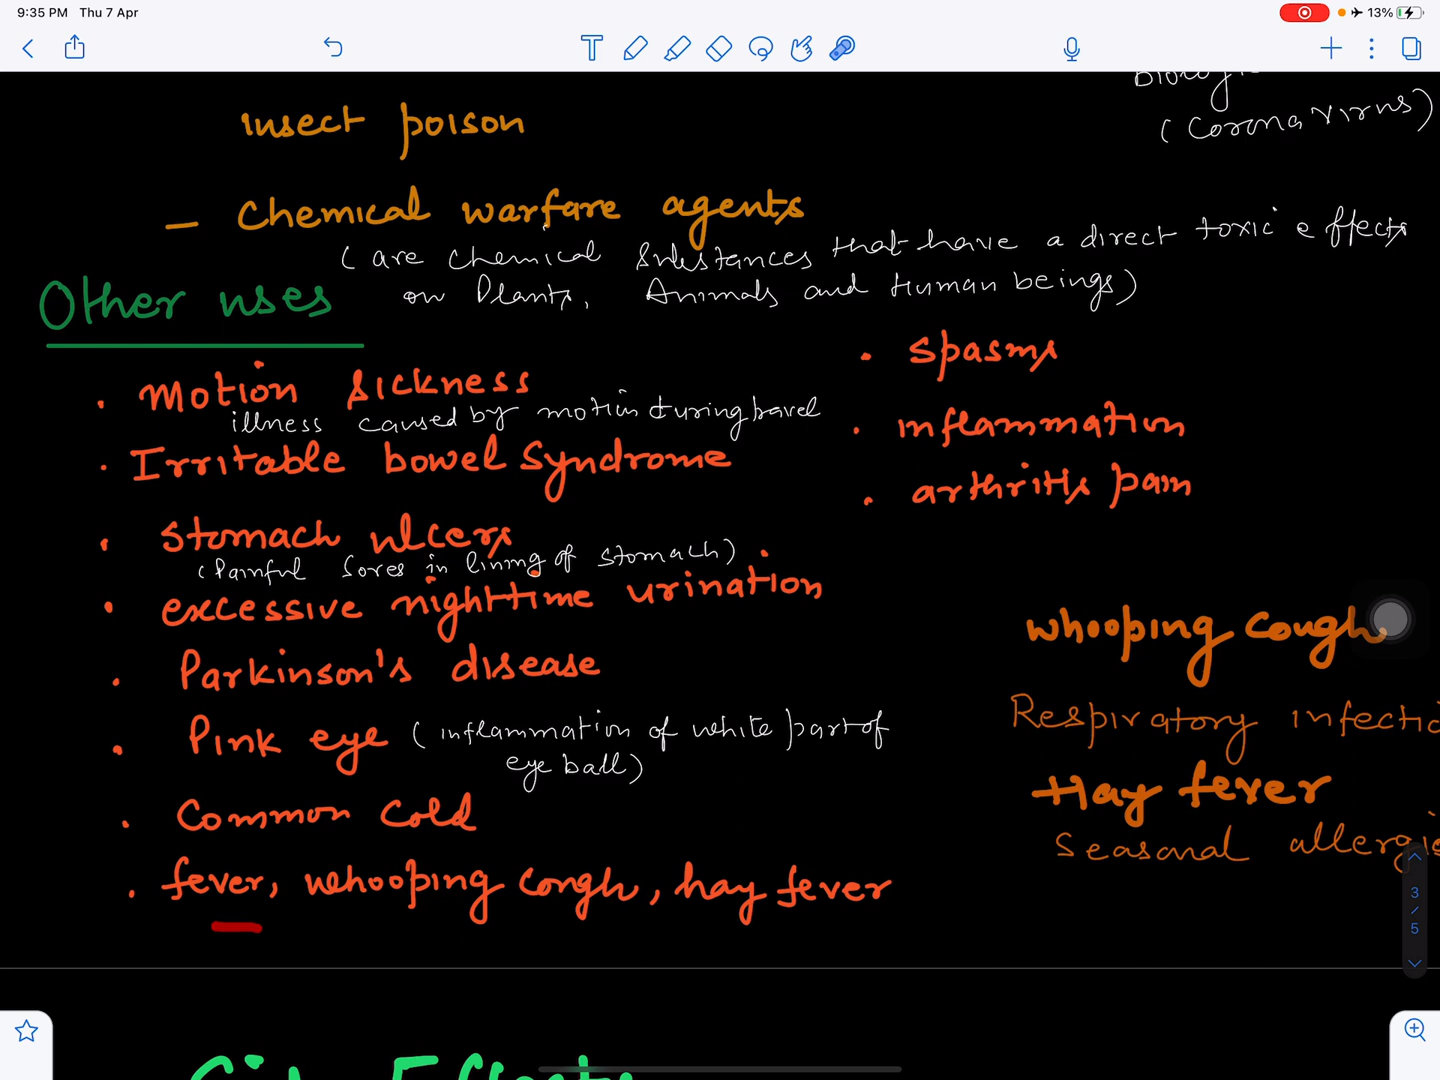 9:35 PM Thu 7 Apr
13%
(Corona virus)
insect poison
– Chemical warfare agents
(are chemical substances that have a direct toxic effects
on Plants, Animals and Human beings)
Other uses
• Motion Sickness
illness caused by motion during travel
• Irritable bowel Syndrome
• Stomach ulcers
(Painful Sores in lining of stomach)
• excessive nighttime urination
• Parkinson's disease
• Pink eye (inflammation of white part of
eye ball)
• Common Cold
• fever, whooping cough, hay fever
• Spasms
• inflammation
• arthritis pain
whooping Cough
Respiratory
Hay fever
Seasonal
3
/
5